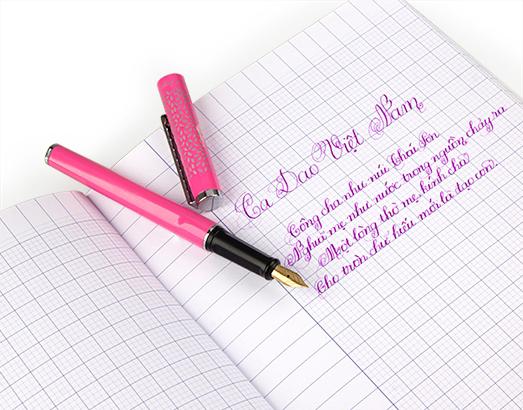 Ca Dao Việt Nam
Công cha như núi Thái Sơn
Nghĩa mẹ như nước trong nguồn chảy ra
Một lòng thờ mẹ kính cha
Cho tròn chữ hiếu mới là đạo con.